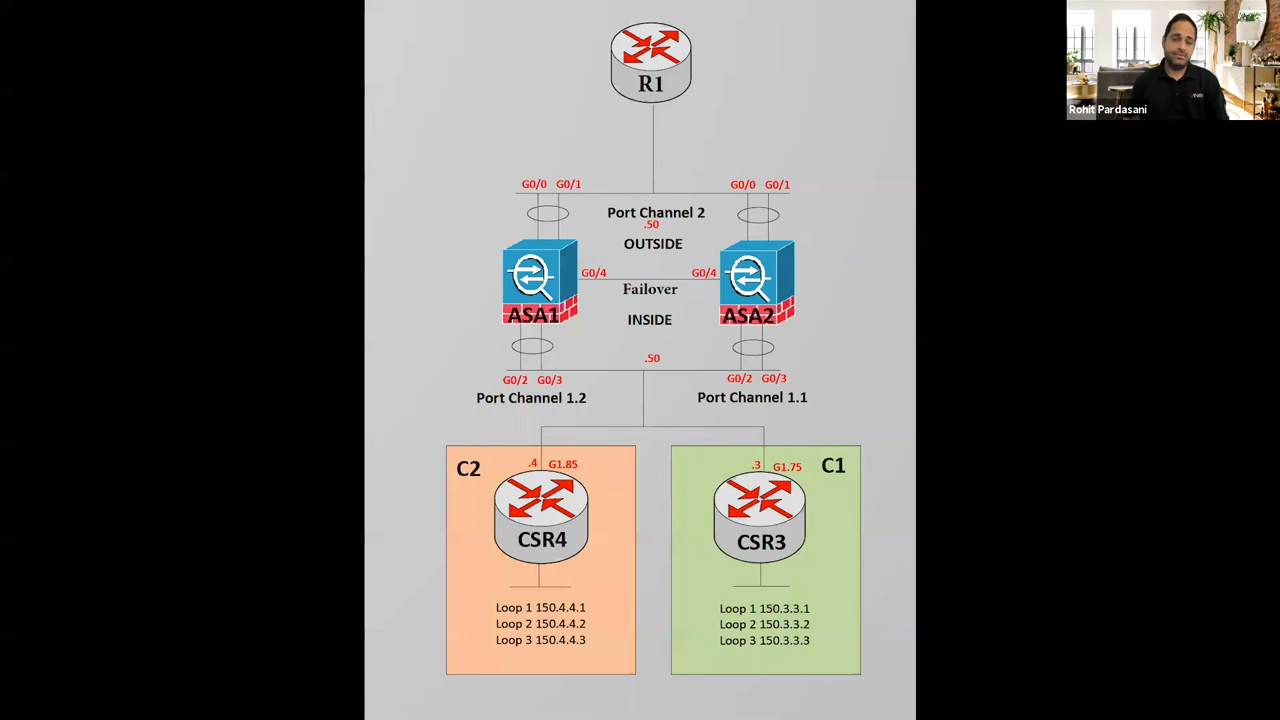 Rohit Pardasani
R1
G0/0 G0/1
G0/0 G0/1
Port Channel 2
.50
OUTSIDE
G0/4
G0/4
Failover
ASA1
ASA2
INSIDE
.50
G0/2 G0/3
G0/2 G0/3
Port Channel 1.2
Port Channel 1.1
C2
.4 G1.85
CSR4
Loop 1 150.4.4.1
Loop 2 150.4.4.2
Loop 3 150.4.4.3
.3 G1.75
C1
CSR3
Loop 1 150.3.3.1
Loop 2 150.3.3.2
Loop 3 150.3.3.3